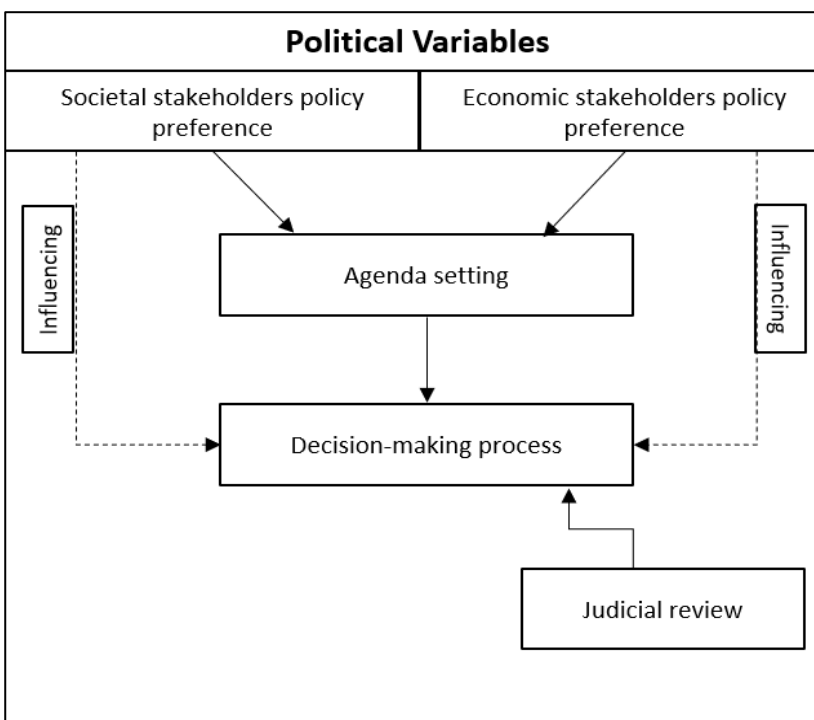 Political Variables
Societal stakeholders policy
preference
Economic stakeholders policy
preference
Influencing
Agenda setting
Influencing
Decision-making process
Judicial review